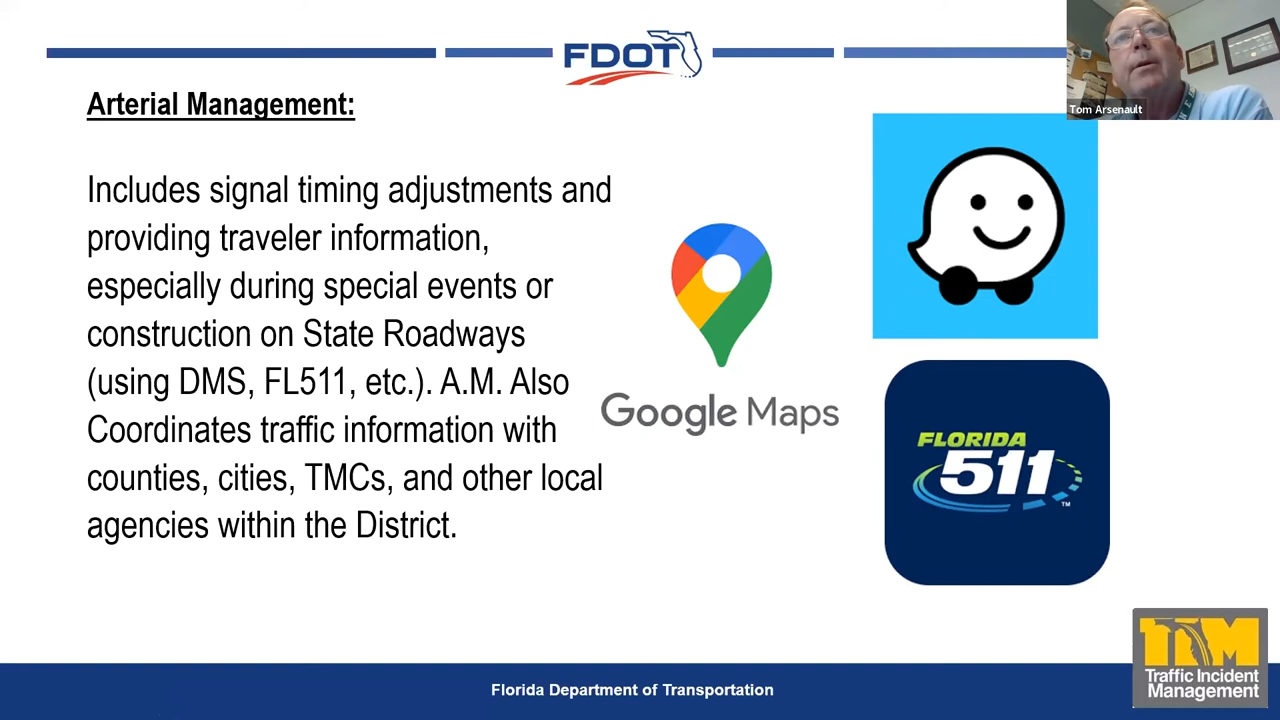 FDOT
Tom Arsenault
Arterial Management:
Includes signal timing adjustments and
providing traveler information,
especially during special events or
construction on State Roadways
(using DMS, FL511, etc.). A.M. Also
Coordinates traffic information with
counties, cities, TMCs, and other local
agencies within the District.
Google Maps
FLORIDA
511
TM
Florida Department of Transportation
TIM
Traffic Incident
Management